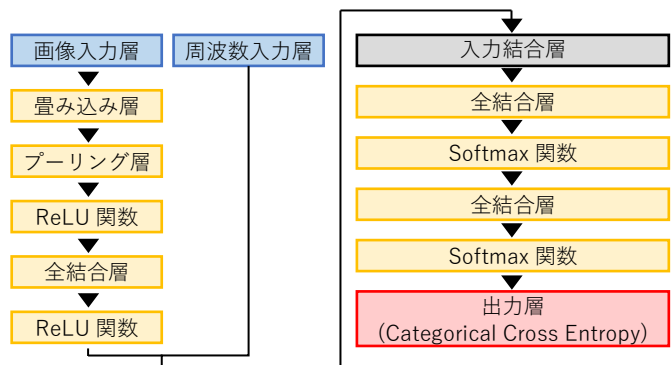 画像入力層
周波数入力層
畳み込み層
プーリング層
ReLU 関数
全結合層
ReLU 関数
入力結合層
全結合層
Softmax 関数
全結合層
Softmax 関数
出力層
(Categorical Cross Entropy)